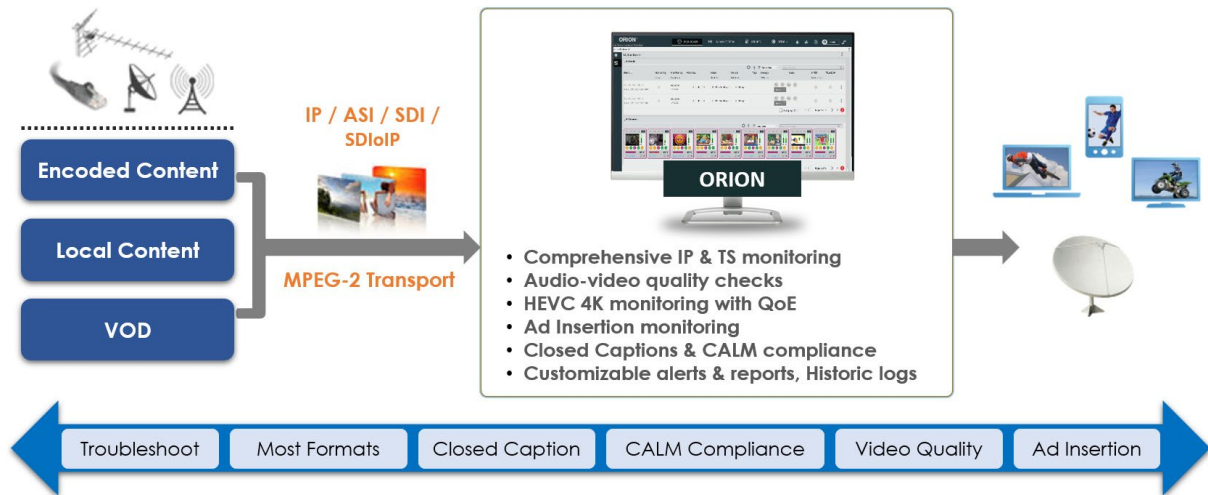 IP / ASI / SDI /
SDIoIP
Encoded Content
Local Content
VOD
MPEG-2 Transport
ORION
ORION
• Comprehensive IP & TS monitoring
• Audio-video quality checks
• HEVC 4K monitoring with QoE
• Ad Insertion monitoring
• Closed Captions & CALM compliance
• Customizable alerts & reports, Historic logs
Troubleshoot
Most Formats
Closed Caption
CALM Compliance
Video Quality
Ad Insertion